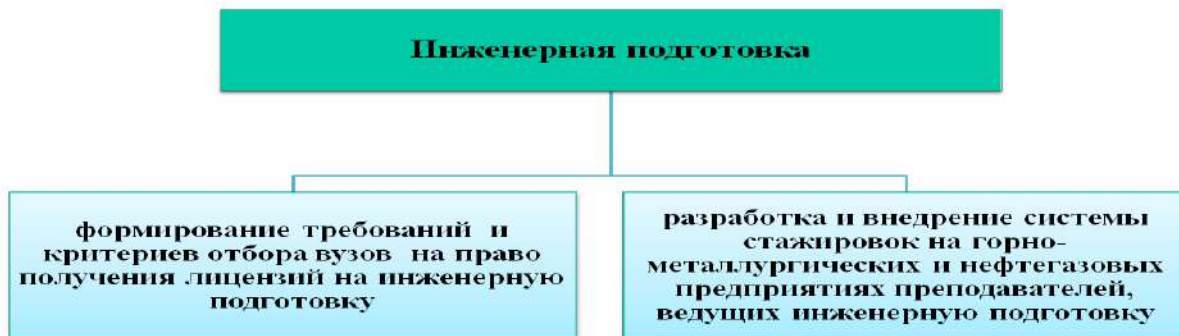 Инженерная подготовка
формирование требований и
критериев отбора вузов на право
получения лицензий на инженерную
подготовку
разработка и внедрение системы
стажировок на горно-
металлургических и нефтегазовых
предприятиях преподавателей,
ведущих инженерную подготовку